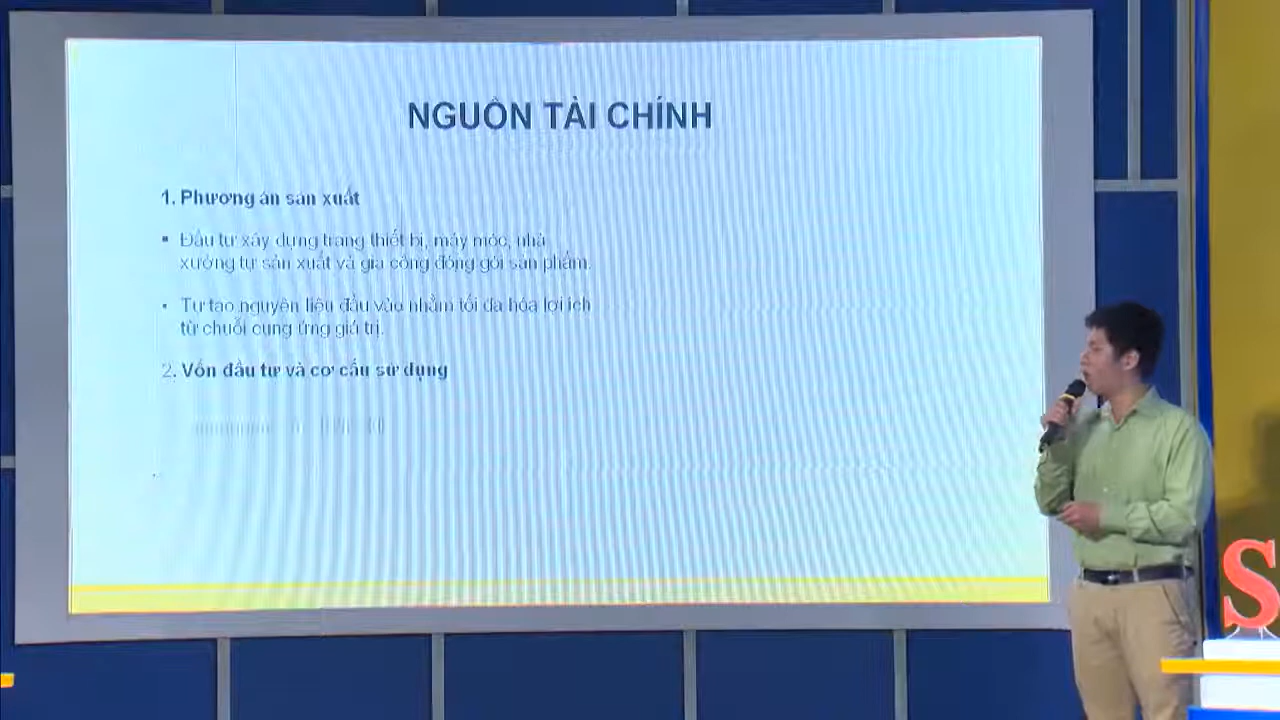 NGUỒN TÀI CHÍNH
1. Phương án sản xuất
▪ Đầu tư xây dựng trang thiết bị, máy móc, nhà
xưởng tự sản xuất và gia công đóng gói sản phẩm.
▪ Tự tạo nguyên liệu đầu vào nhằm tối đa hóa lợi ích
từ chuỗi cung ứng giá trị.
2. Vốn đầu tư và cơ cấu sử dụng
S